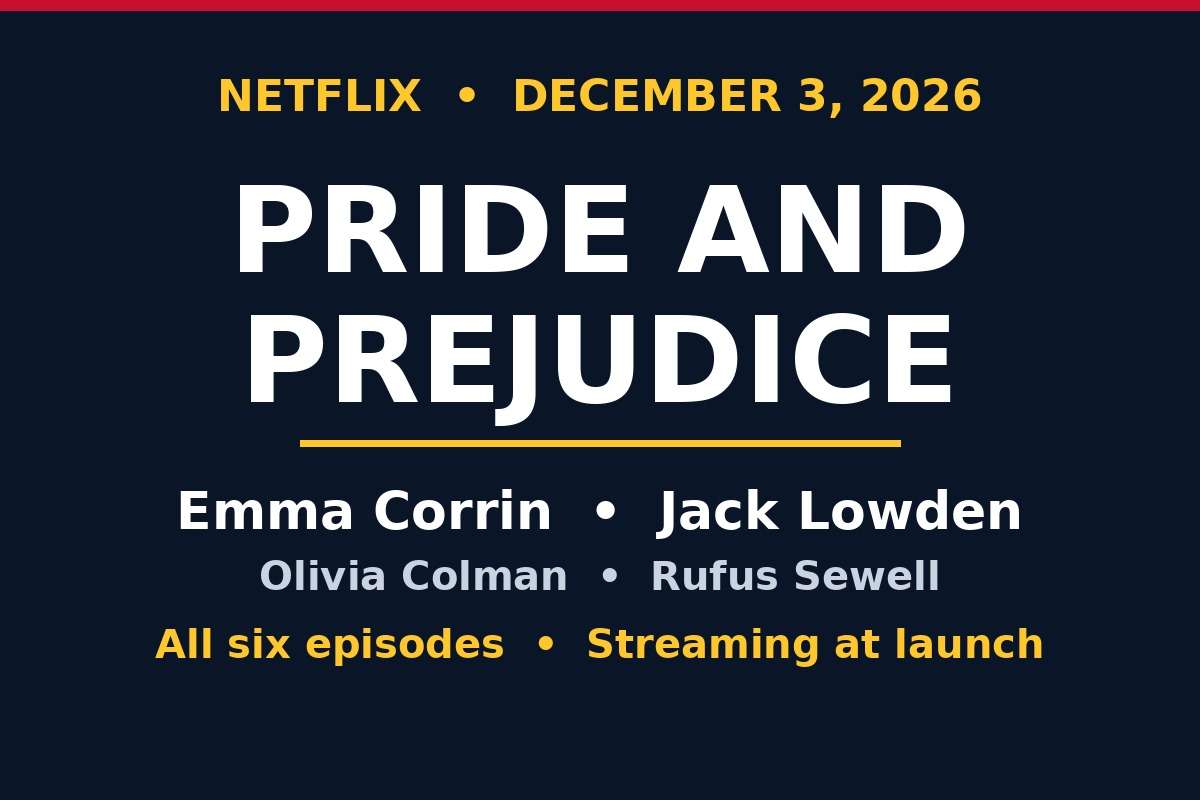 NETFLIX • DECEMBER 3, 2026
PRIDE AND
PREJUDICE
Emma Corrin • Jack Lowden
Olivia Colman • Rufus Sewell
All six episodes • Streaming at launch